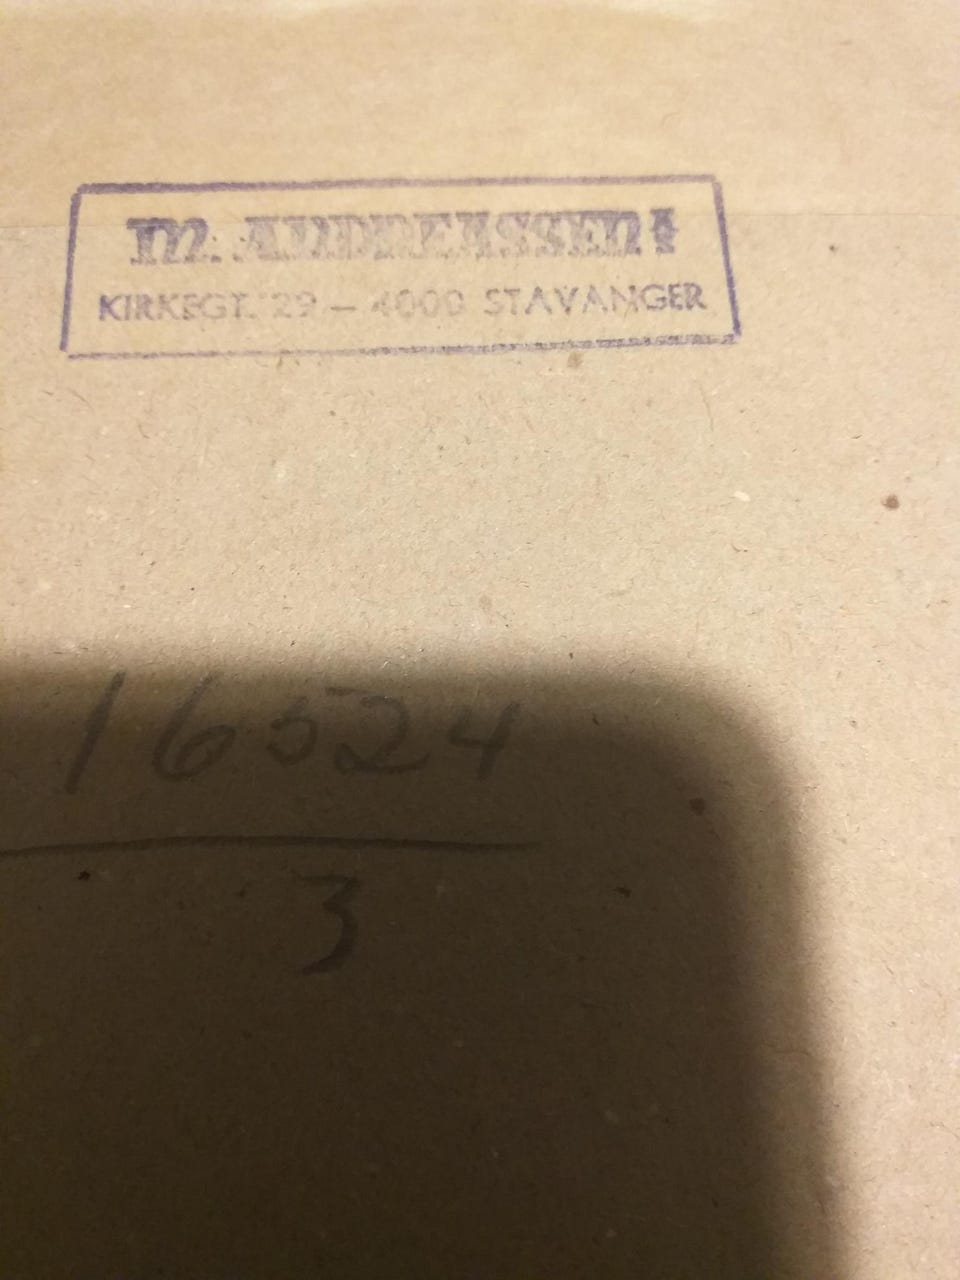 M. ANDREASSEN
KIRKEGT. 29 – 4000 STAVANGER
16524
3